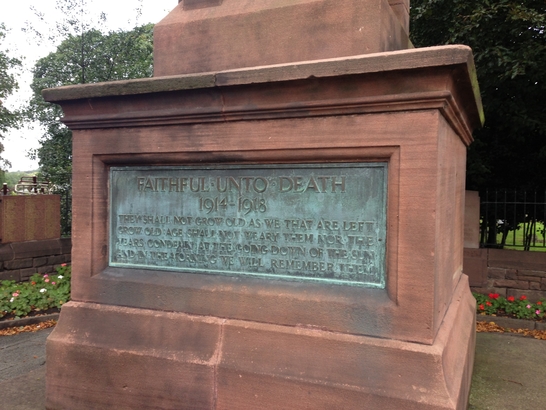 FAITHFUL·UNTO·DEATH
1914-1918
THEY SHALL NOT GROW OLD AS WE THAT ARE LEFT
GROW OLD. AGE SHALL NOT WEARY THEM NOR THE
YEARS CONDEMN AT THE GOING DOWN OF THE SUN
AND IN THE MORNING WE WILL REMEMBER THEM